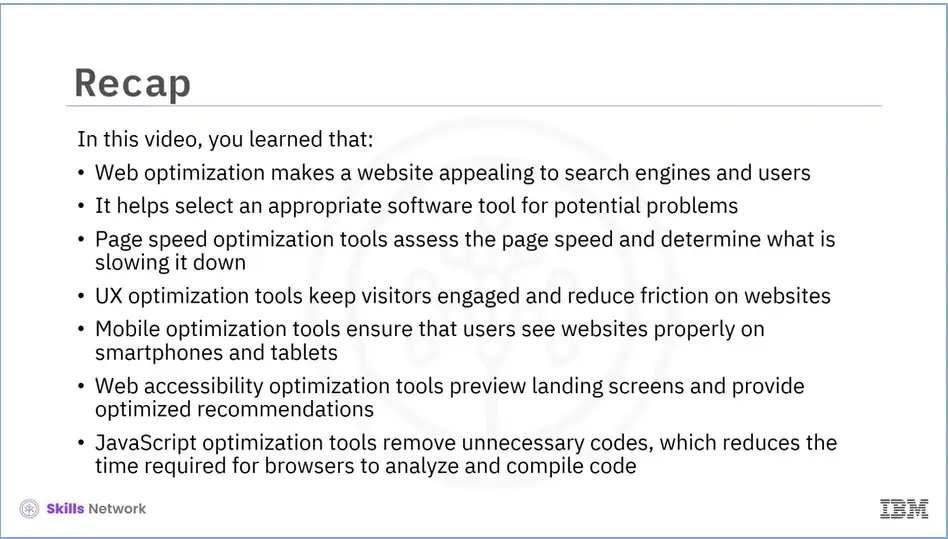 Recap
In this video, you learned that:
• Web optimization makes a website appealing to search engines and users
• It helps select an appropriate software tool for potential problems
• Page speed optimization tools assess the page speed and determine what is
slowing it down
• UX optimization tools keep visitors engaged and reduce friction on websites
• Mobile optimization tools ensure that users see websites properly on
smartphones and tablets
• Web accessibility optimization tools preview landing screens and provide
optimized recommendations
• JavaScript optimization tools remove unnecessary codes, which reduces the
time required for browsers to analyze and compile code
Skills Network
IBM